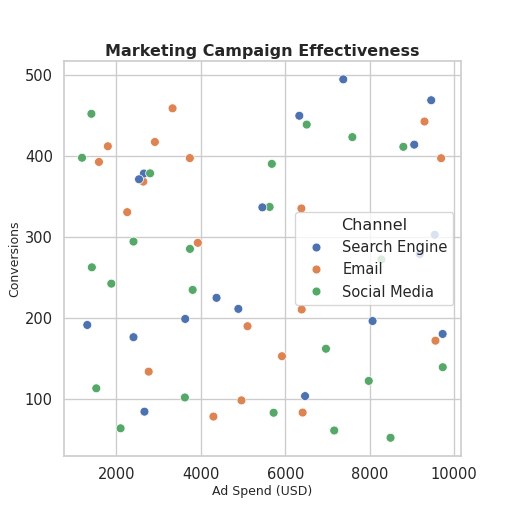 Marketing Campaign Effectiveness
500
400
300
200
100
Conversions
Channel
Search Engine
Email
Social Media
2000 4000 6000 8000 10000
Ad Spend (USD)